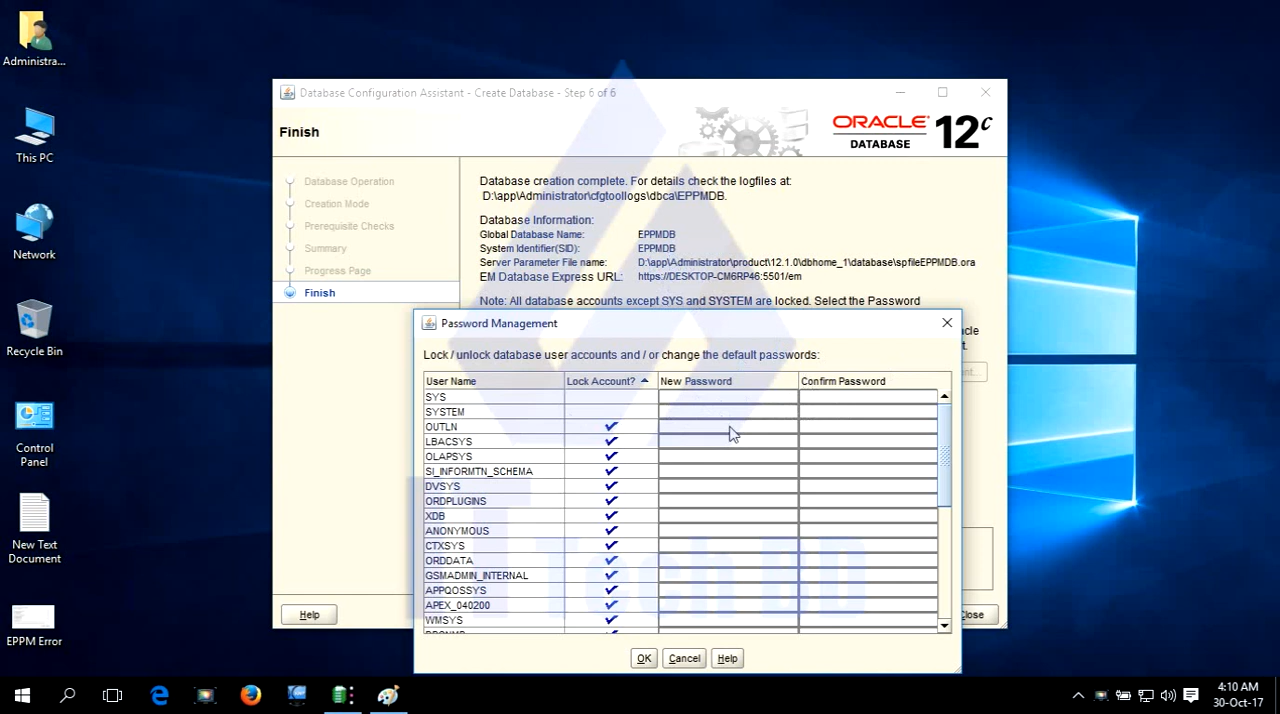 Administra...
This PC
Network
Recycle Bin
Control
Panel
New Text
Document
EPPM Error
Database Configuration Assistant - Create Database - Step 6 of 6
Finish
ORACLE
DATABASE
12c
Database Operation
Creation Mode
Prerequisite Checks
Summary
Progress Page
Finish
Database creation complete. For details check the logfiles at:
D:\app\Administrator\cfgtoollogs\dbca\EPPMDB.
Database Information:
Global Database Name: EPPMDB
System Identifier(SID): EPPMDB
Server Parameter File name: D:\app\Administrator\product\12.1.0\dbhome_1\database\spfileEPPMDB.ora
EM Database Express URL: https://DESKTOP-CM6RP46:5501/em
Note: All database accounts except SYS and SYSTEM are locked. Select the Password
Password Management
Lock / unlock database user accounts and / or change the default passwords:
User Name Lock Account? New Password Confirm Password
SYS
SYSTEM
OUTLN
LBACSYS
OLAPSYS
SI_INFORMTN_SCHEMA
DVSYS
ORDPLUGINS
XDB
ANONYMOUS
CTXSYS
ORDDATA
GSMADMIN_INTERNAL
APPQOSSYS
APEX_040200
WMSYS
OK Cancel Help
Help
Close
Tech BD
4:10 AM
30-Oct-17